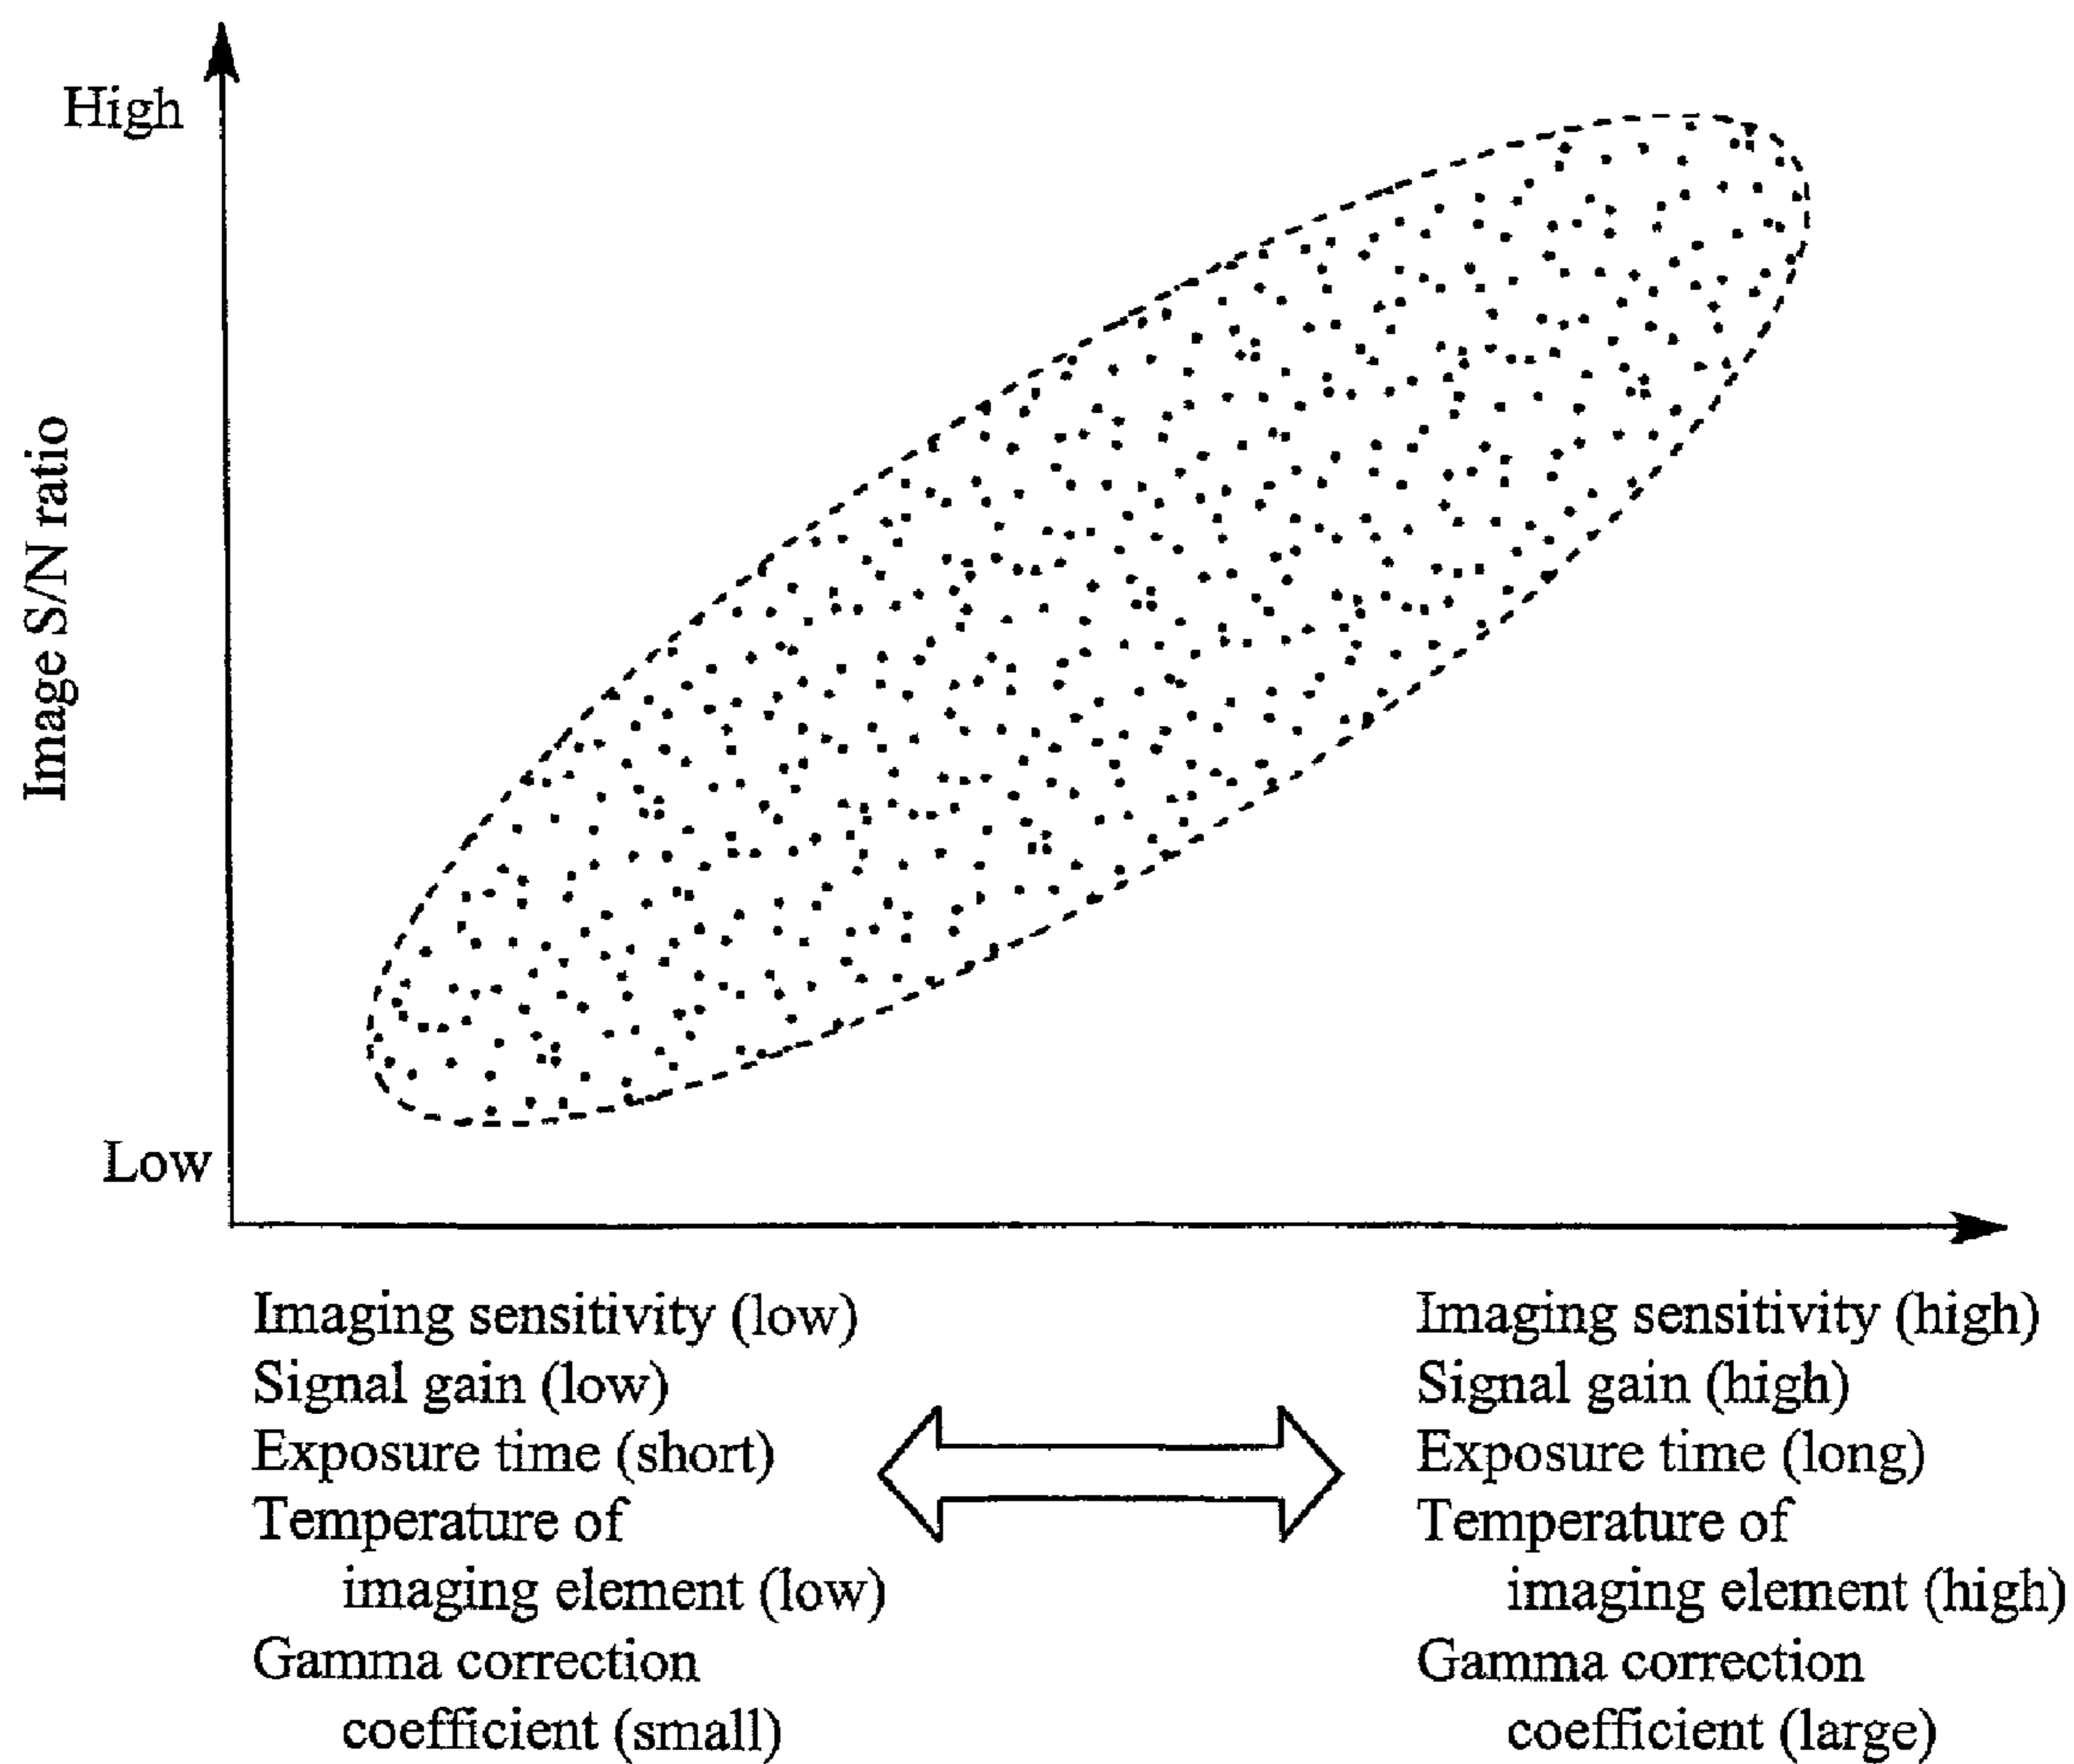 High
Image S/N ratio
Low
Imaging sensitivity (low)
Signal gain (low)
Exposure time (short)
Temperature of
imaging element (low)
Gamma correction
coefficient (small)
Imaging sensitivity (high)
Signal gain (high)
Exposure time (long)
Temperature of
imaging element (high)
Gamma correction
coefficient (large)